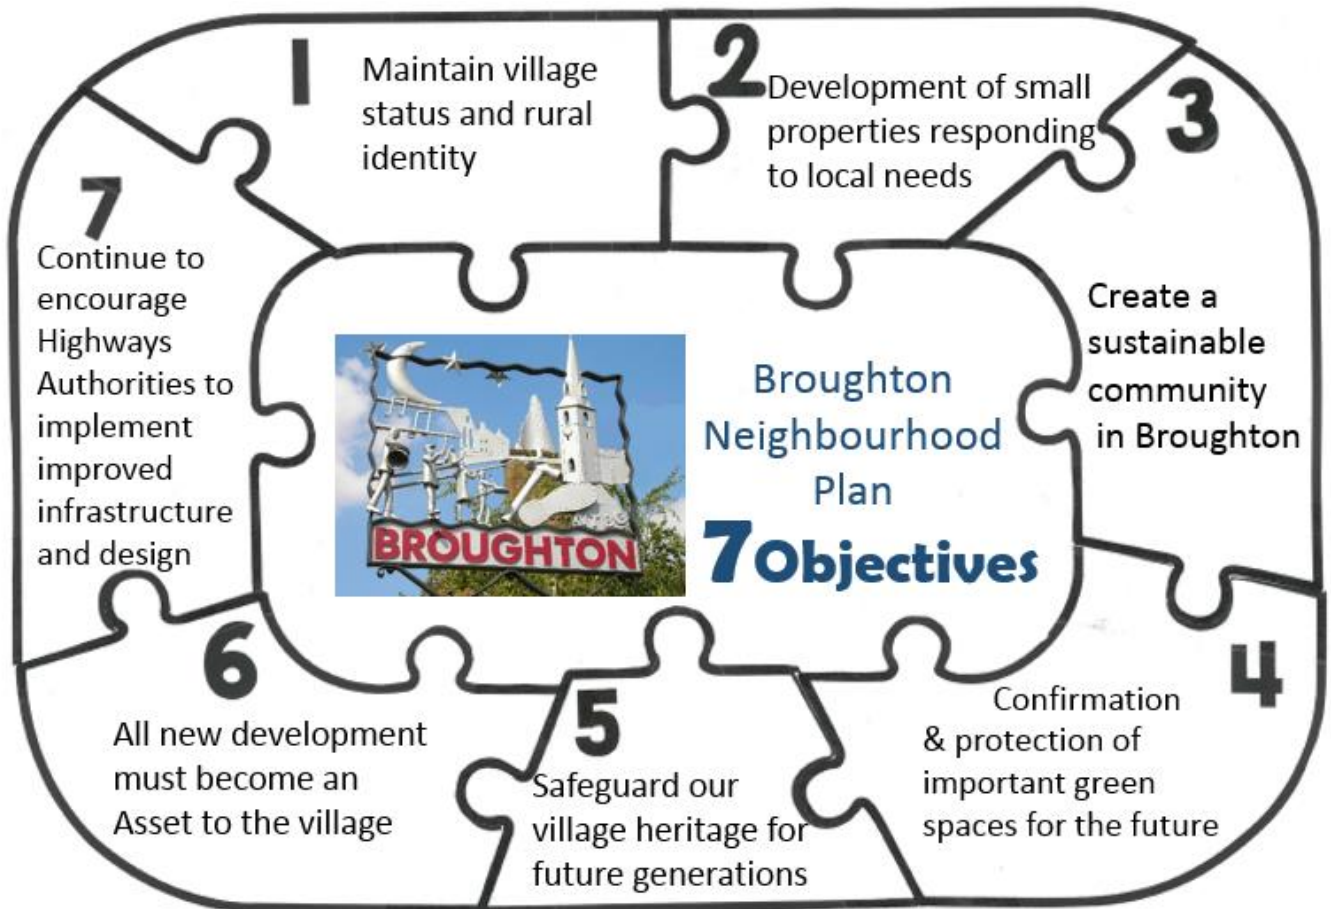 1
Maintain village
status and rural
identity
2
Development of small
properties responding
to local needs
3
Create a
sustainable
community
in Broughton
4
Confirmation
& protection of
important green
spaces for the future
5
Safeguard our
village heritage for
future generations
6
All new development
must become an
Asset to the village
7
Continue to
encourage
Highways
Authorities to
implement
improved
infrastructure
and design
BROUGHTON
Broughton
Neighbourhood
Plan
7 Objectives